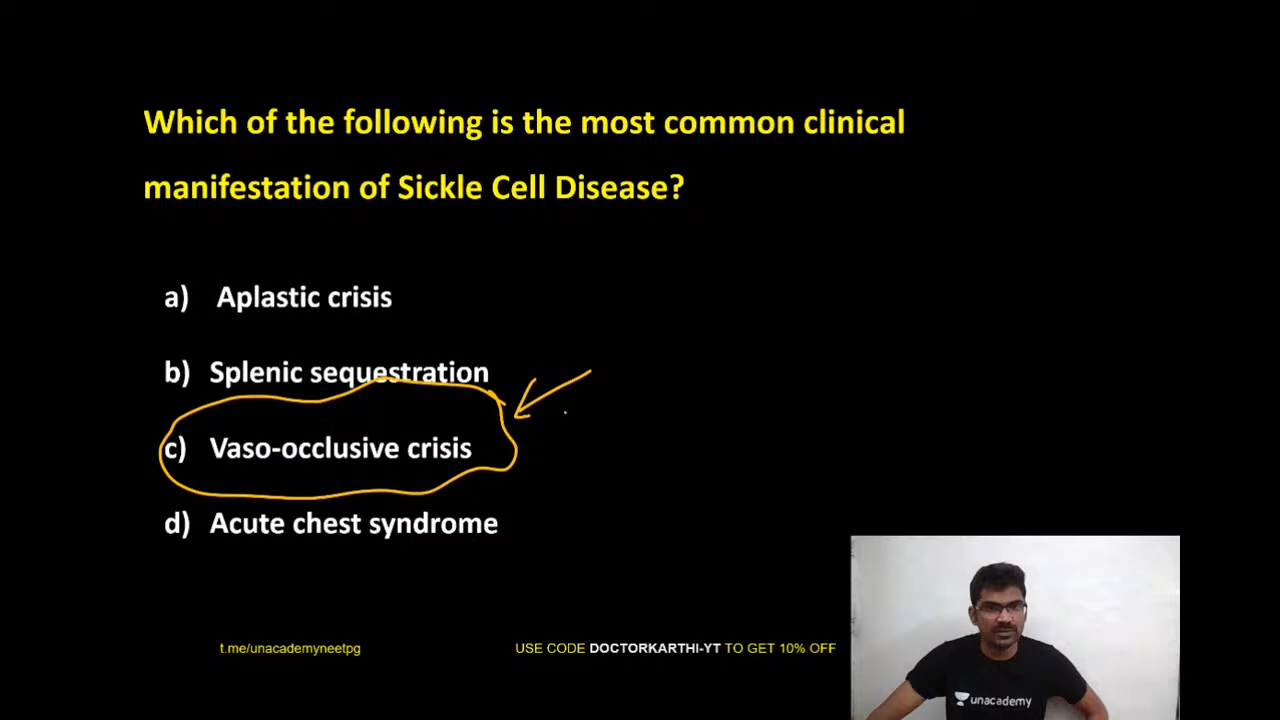 Which of the following is the most common clinical
manifestation of Sickle Cell Disease?
a) Aplastic crisis
b) Splenic sequestration
c) Vaso-occlusive crisis
d) Acute chest syndrome
t.me/unacademyneetpg
USE CODE DOCTORKARTHI-YT TO GET 10% OFF
unacademy